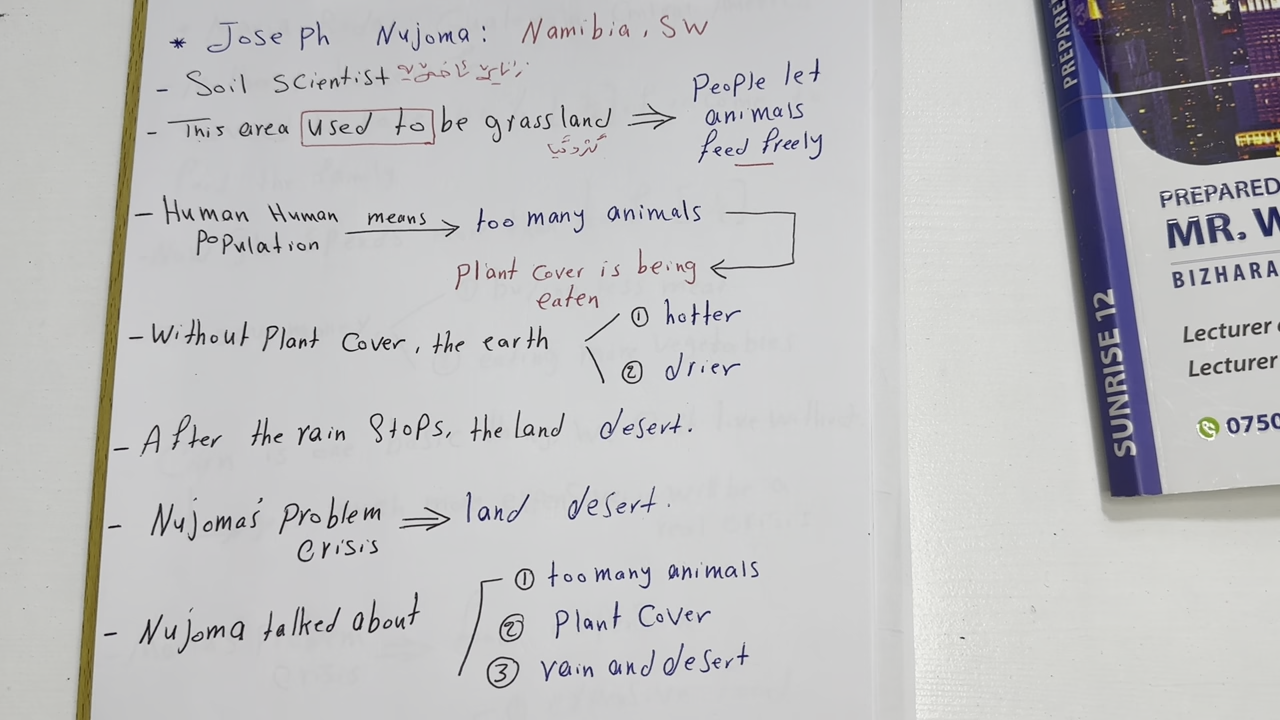 * Joseph Nujoma: Namibia, SW
- Soil scientist
- This area used to be grassland ⇒ People let animals feed freely
- Human Human Population means → too many animals
Plant Cover is being eaten
- Without Plant Cover, the earth
① hotter
② drier
- After the rain stops, the land desert.
- Nujoma's Problem ⇒ land desert.
Crisis
- Nujoma talked about
① too many animals
② Plant Cover
③ rain and desert
PREPARED
SUNRISE 12
PREPARED
MR. W
BIZHARA
Lecturer
Lecturer
0750